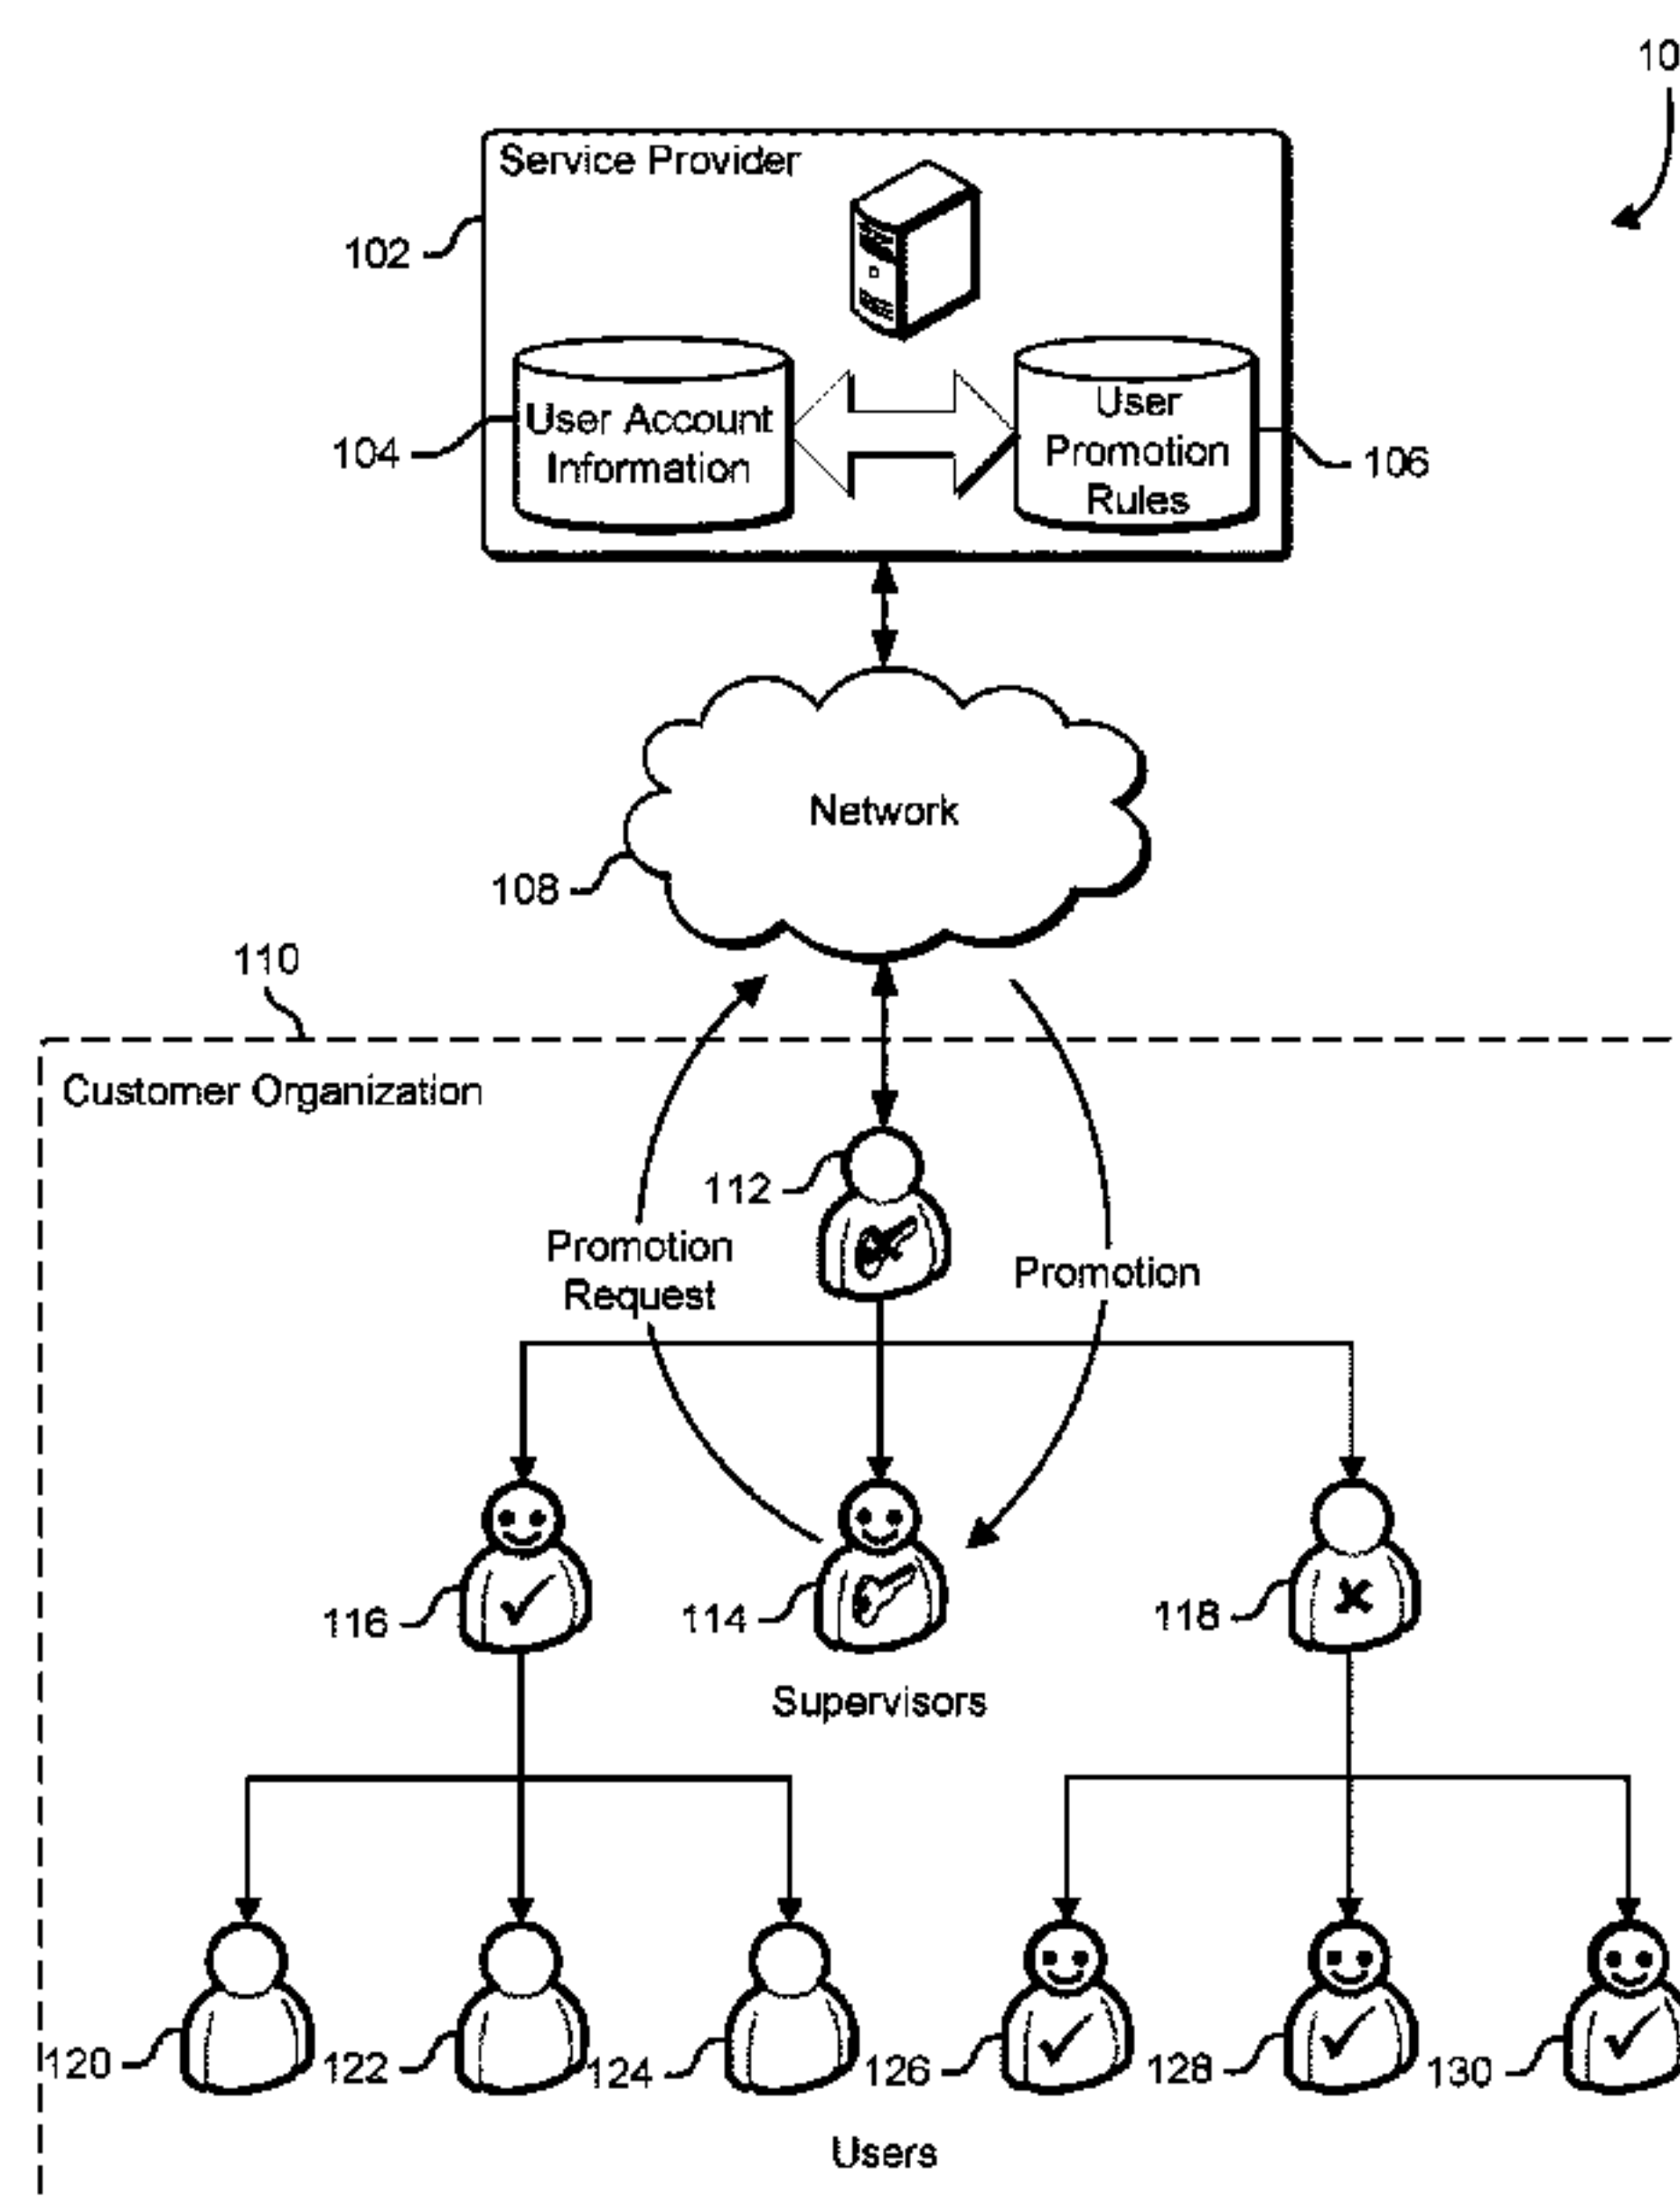 10
Service Provider
102
User Account
Information
User
Promotion
Rules
104
106
Network
108
110
Customer Organization
112
Promotion
Request
Promotion
116
114
118
Supervisors
120
122
124
126
128
130
Users